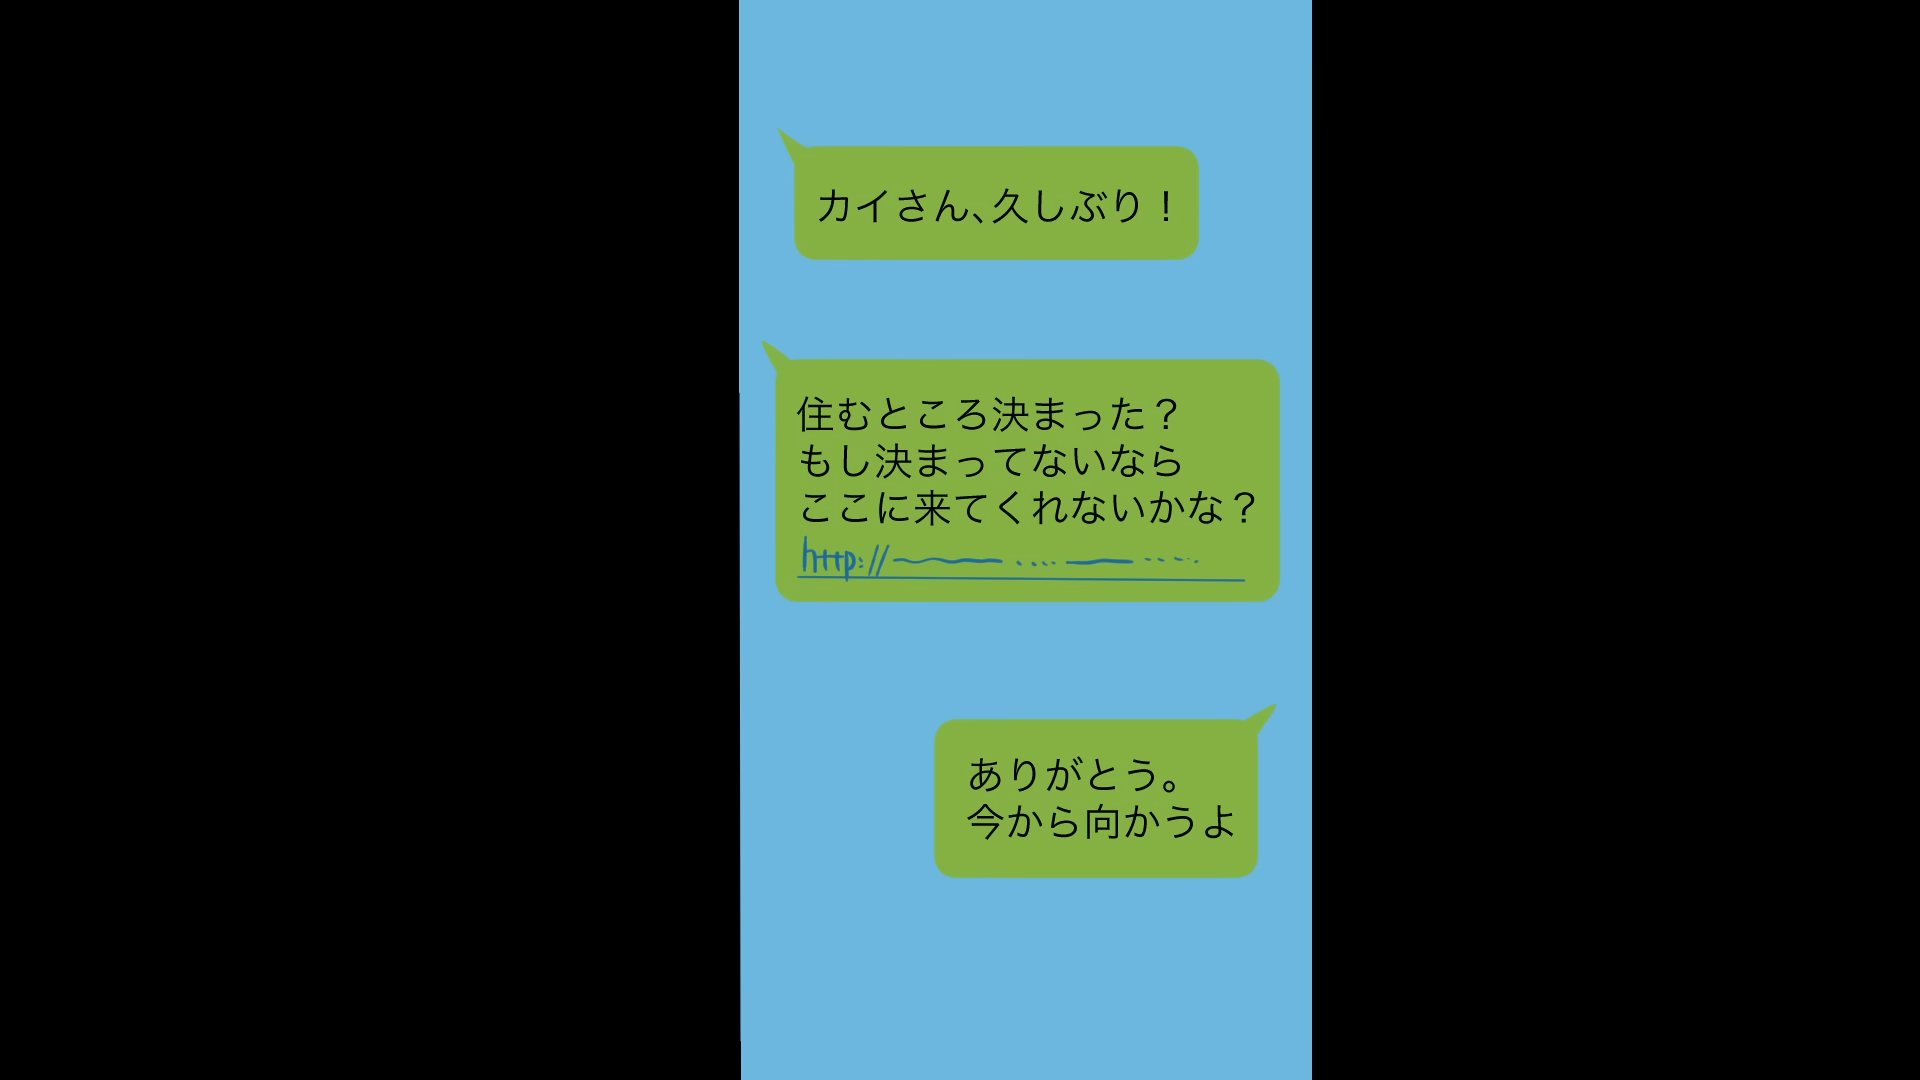 カイさん、久しぶり！
住むところ決まった？
もし決まってないなら
ここに来てくれないかな？
http://
ありがとう。
今から向かうよ